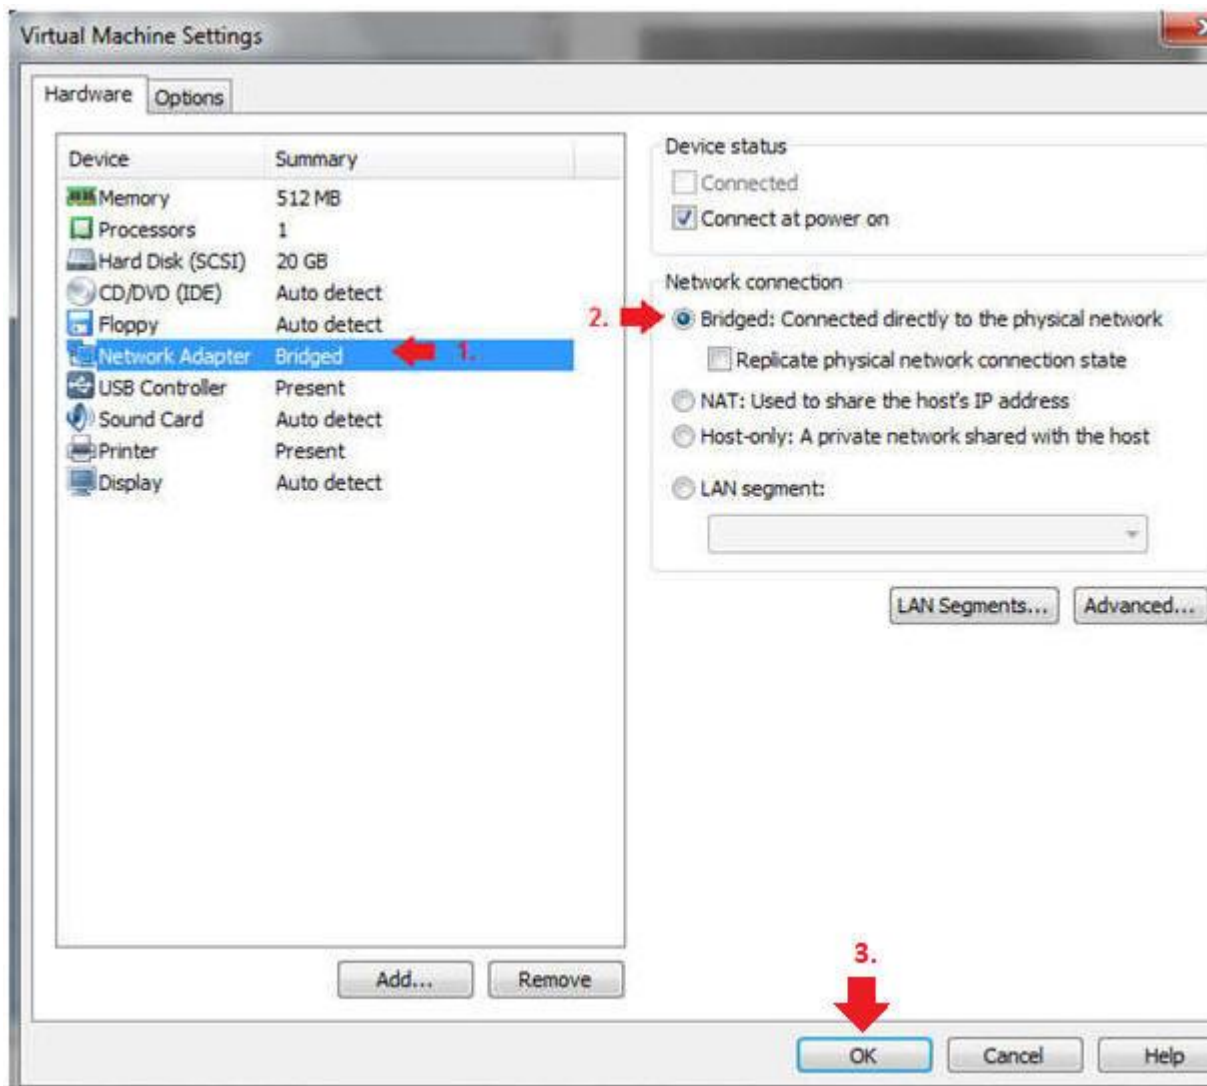 Virtual Machine Settings
Hardware Options
Device Summary
Memory 512 MB
Processors 1
Hard Disk (SCSI) 20 GB
CD/DVD (IDE) Auto detect
Floppy Auto detect
Network Adapter Bridged 1.
USB Controller Present
Sound Card Auto detect
Printer Present
Display Auto detect
Add... Remove
Device status
Connected
Connect at power on
Network connection
2. Bridged: Connected directly to the physical network
Replicate physical network connection state
NAT: Used to share the host's IP address
Host-only: A private network shared with the host
LAN segment:
LAN Segments... Advanced...
3.
OK Cancel Help